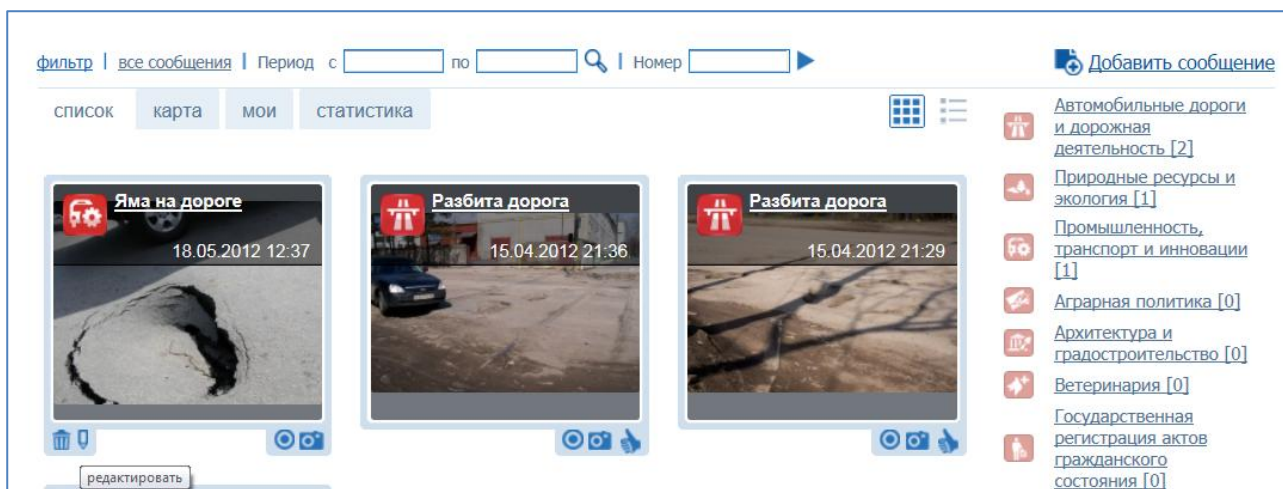 фильтр | все сообщения | Период с по | Номер
Добавить сообщение
список карта мои статистика
Автомобильные дороги
и дорожная
деятельность [2]
Природные ресурсы и
экология [1]
Промышленность,
транспорт и инновации
[1]
Аграрная политика [0]
Архитектура и
градостроительство [0]
Ветеринария [0]
Государственная
регистрация актов
гражданского
состояния [0]
Яма на дороге
18.05.2012 12:37
Разбита дорога
15.04.2012 21:36
Разбита дорога
15.04.2012 21:29
редактировать